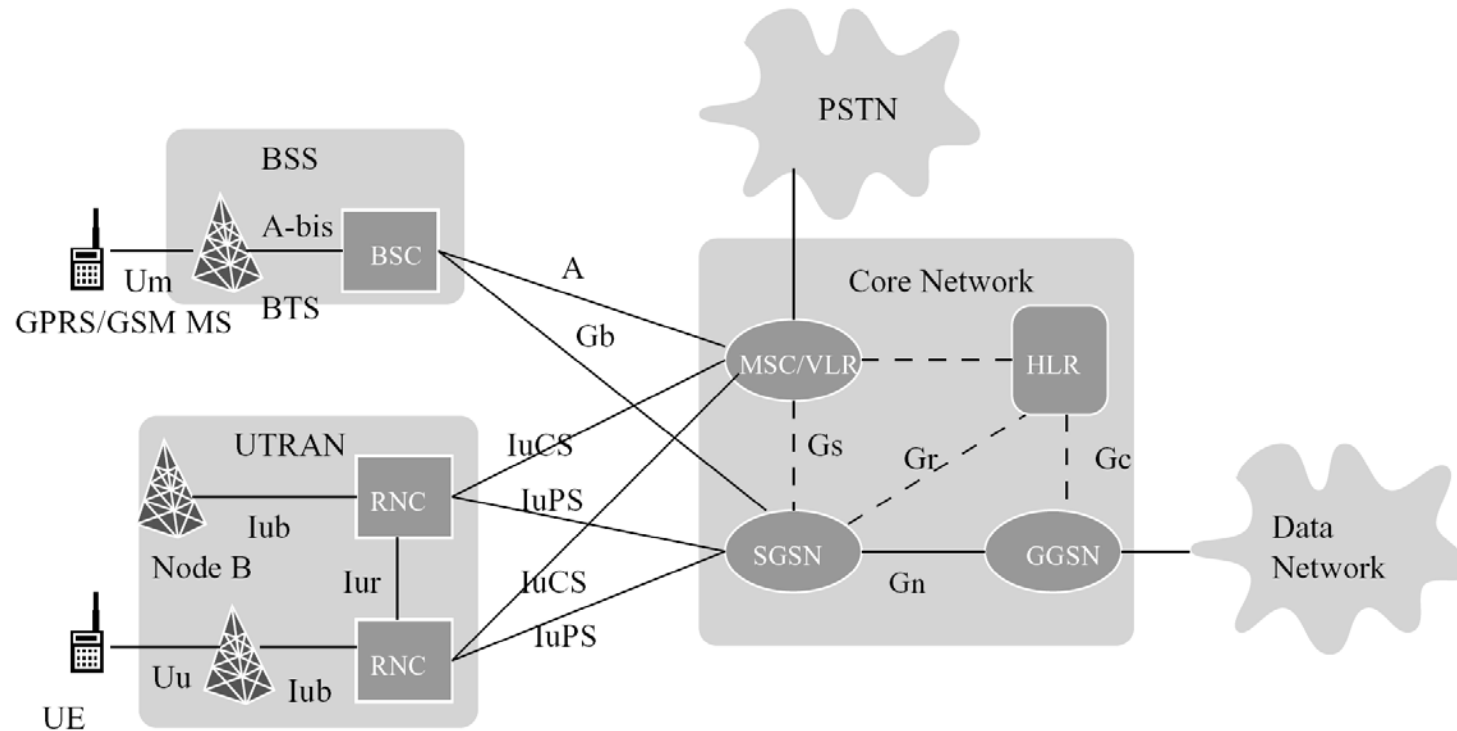 PSTN
BSS
A-bis
BSC
Um
BTS
GPRS/GSM MS
A
Gb
Core Network
MSC/VLR
HLR
UTRAN
IuCS
Gs
Gr
Gc
RNC
IuPS
Iub
Node B
Iur
SGSN
Gn
GGSN
Data
Network
IuCS
IuPS
RNC
Uu
Iub
UE